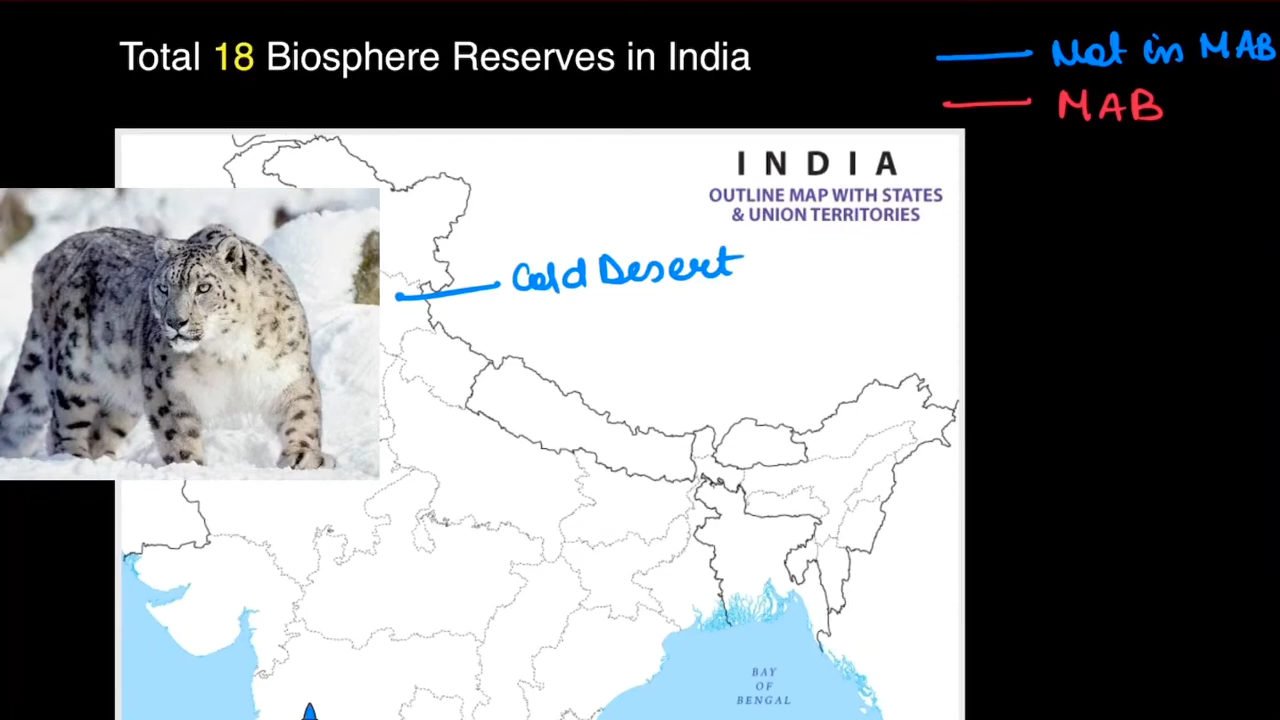 Total 18 Biosphere Reserves in India
Not in MAB
MAB
INDIA
OUTLINE MAP WITH STATES
& UNION TERRITORIES
Cold Desert
BAY
OF
BENGAL